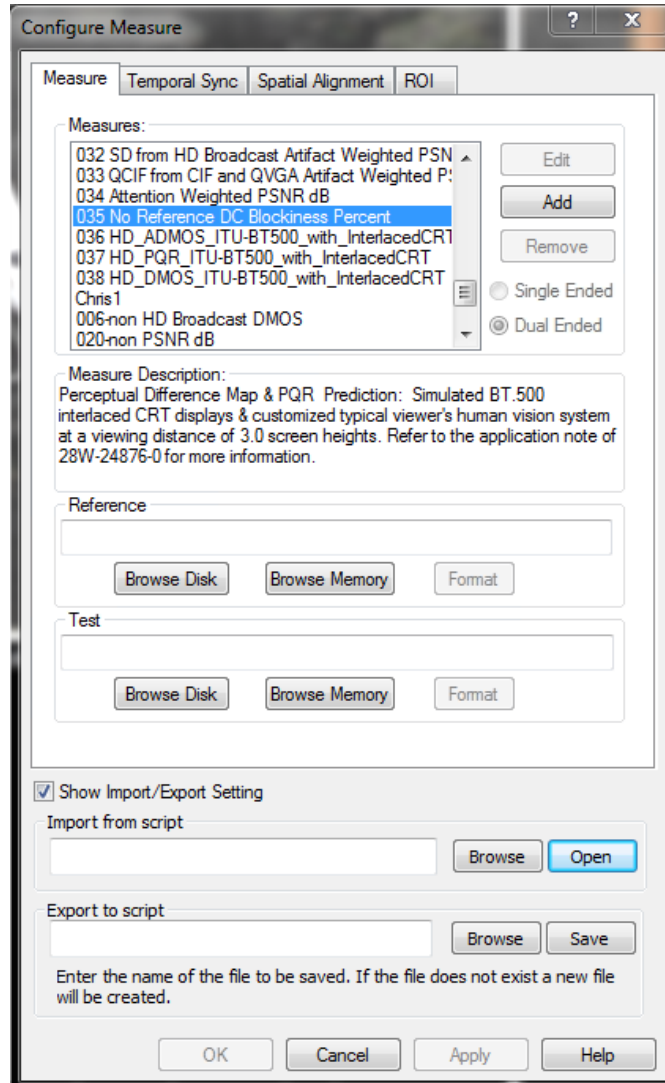 Configure Measure
Measure Temporal Sync Spatial Alignment ROI
Measures:
032 SD from HD Broadcast Artifact Weighted PSN
033 QCIF from CIF and QVGA Artifact Weighted P
034 Attention Weighted PSNR dB
035 No Reference DC Blockiness Percent
036 HD_ADMOS_ITU-BT500_with_InterlacedCRT
037 HD_PQR_ITU-BT500_with_InterlacedCRT
038 HD_DMOS_ITU-BT500_with_InterlacedCRT
Chris1
006-non HD Broadcast DMOS
020-non PSNR dB
Edit
Add
Remove
Single Ended
Dual Ended
Measure Description:
Perceptual Difference Map & PQR Prediction: Simulated BT.500
interlaced CRT displays & customized typical viewer's human vision system
at a viewing distance of 3.0 screen heights. Refer to the application note of
28W-24876-0 for more information.
Reference
Browse Disk Browse Memory Format
Test
Browse Disk Browse Memory Format
Show Import/Export Setting
Import from script
Browse Open
Export to script
Browse Save
Enter the name of the file to be saved. If the file does not exist a new file
will be created.
OK Cancel Apply Help